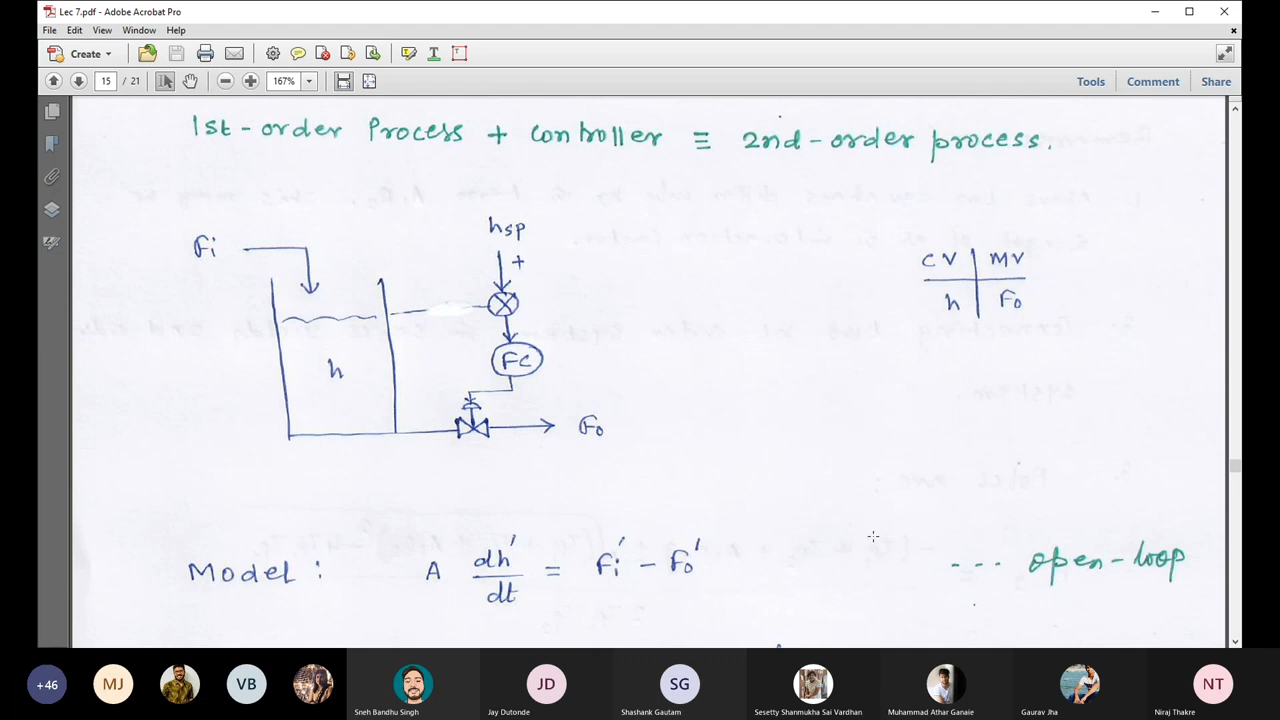 Lec 7.pdf - Adobe Acrobat Pro
File Edit View Window Help
Create
15 / 21 167% Tools Comment Share
1st-order Process + controller ≡ 2nd-order process.
Fi
hsp
+
CV MV
h Fo
h
FC
Fo
Model : A dh'/dt = Fi' - Fo' --- open-loop
+46 MJ VB JD SG NT
Sneh Bandhu Singh Jay Dutonde Shashank Gautam Sesetty Shanmukha Sai Vardhan Muhammad Athar Ganaie Gaurav Jha Niraj Thakre